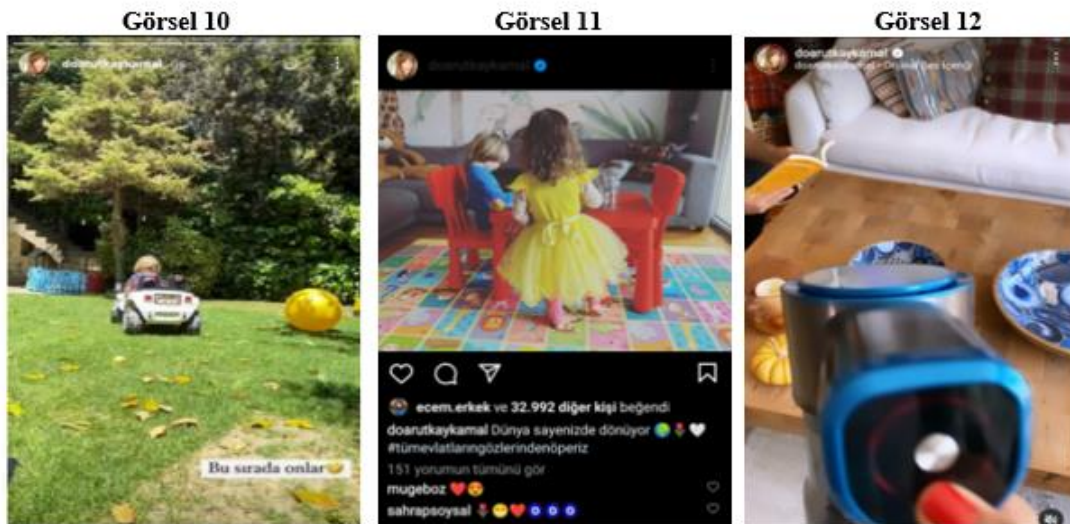 Görsel 10
Görsel 11
Görsel 12
doarutkaykamal
doarutkaykamal
doarutkaykamal
Bu sırada onlar
ecem.erkek ve 32.992 diğer kişi beğendi
doarutkaykamal Dünya sayenizde dönüyor 🌍🌷🤍
#tümevlatlarıngözlerindenöperiz
151 yorumun tümünü gör
mugeboz ❤️😍
sahrapsoysal 🌷😁❤️🧿🧿🧿